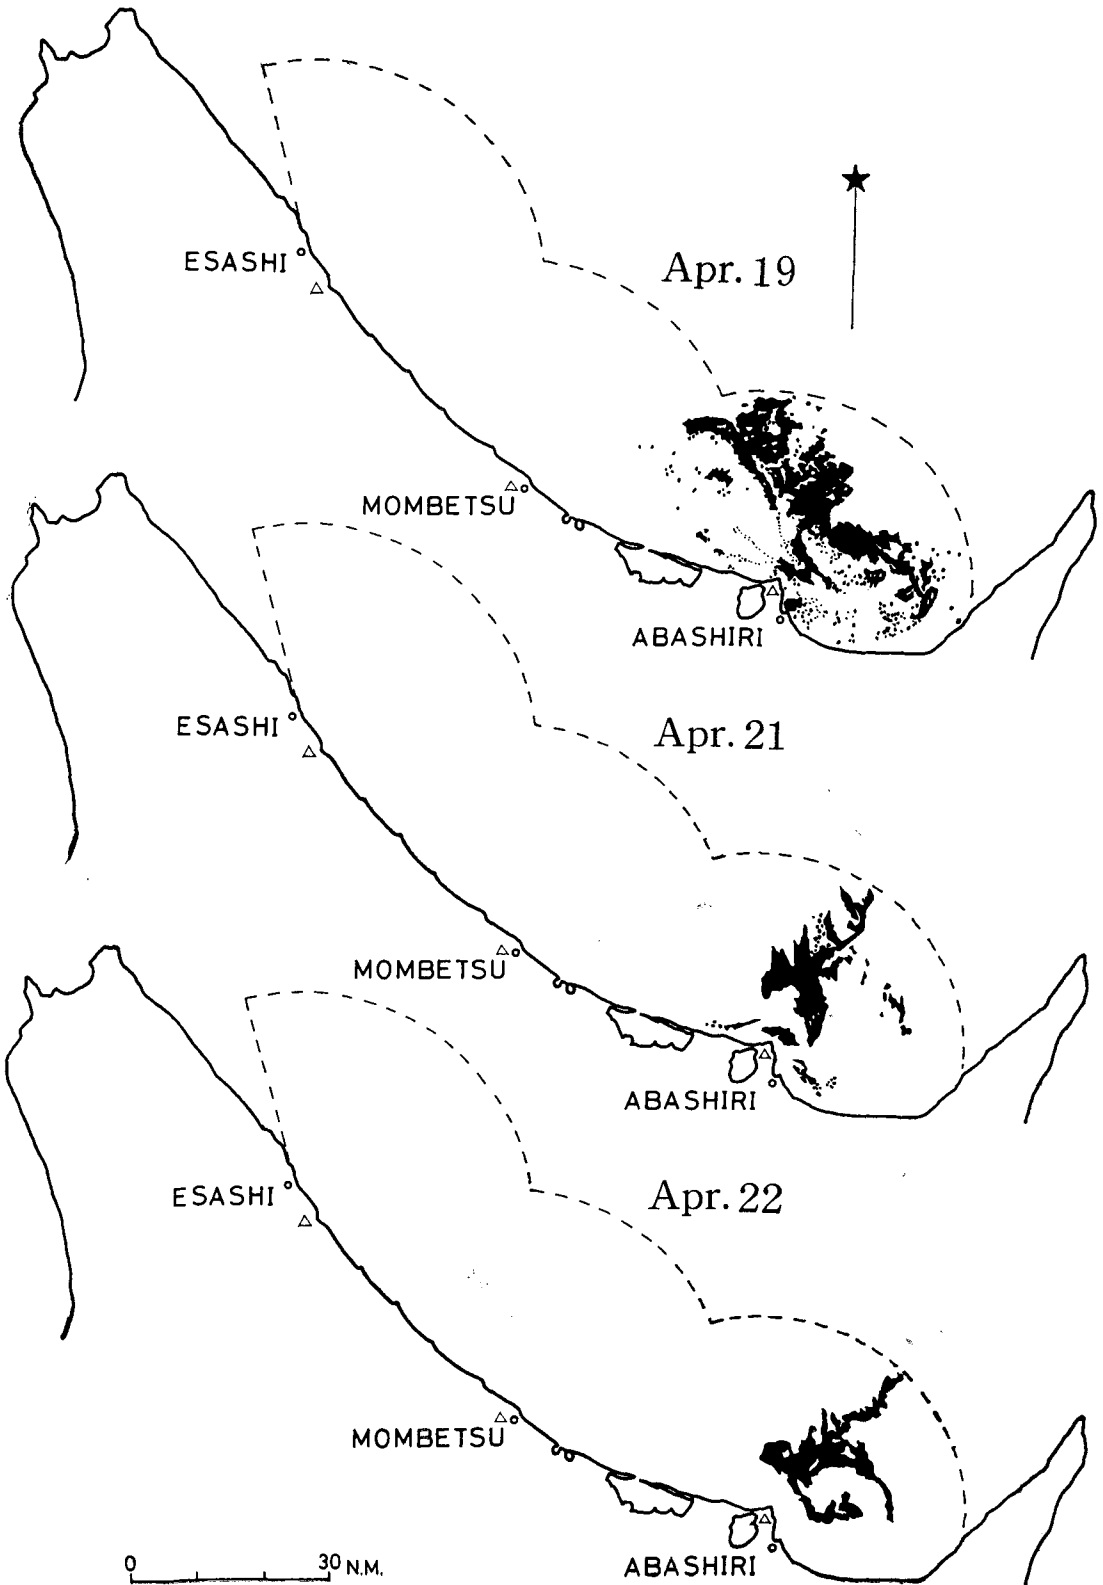 ESASHI
Apr. 19
MOMBETSU
ABASHIRI
ESASHI
Apr. 21
MOMBETSU
ABASHIRI
ESASHI
Apr. 22
MOMBETSU
ABASHIRI
0 30 N.M.